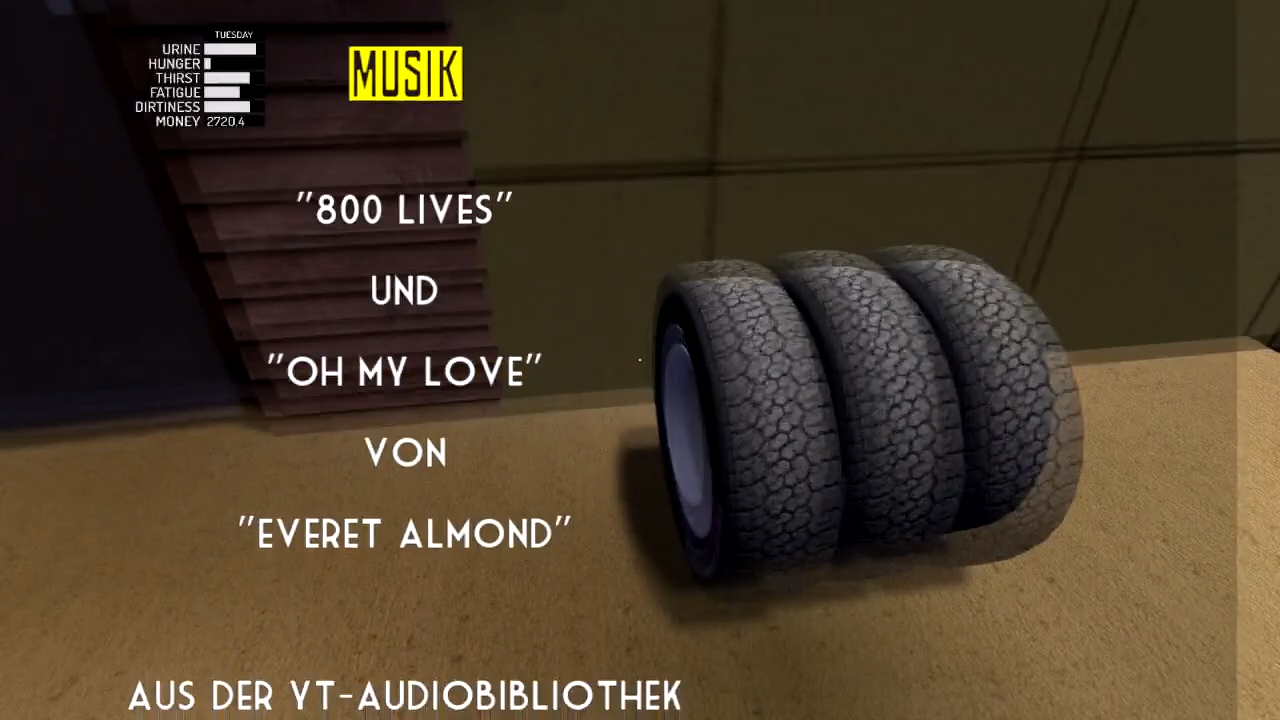 TUESDAY
URINE
HUNGER
THIRST
FATIGUE
DIRTINESS
MONEY 2720.4
MUSIK
"800 LIVES"
UND
"OH MY LOVE"
VON
"EVERET ALMOND"
AUS DER YT-AUDIOBIBLIOTHEK